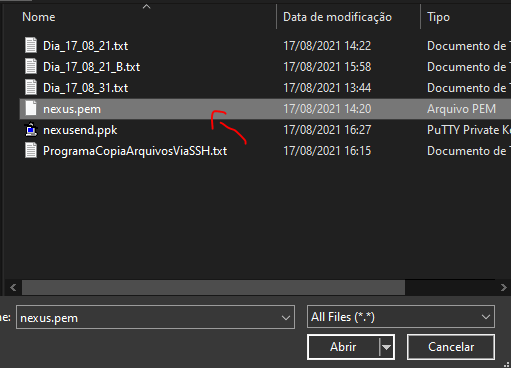 Nome Data de modificação Tipo
Dia_17_08_21.txt 17/08/2021 14:22 Documento de T
Dia_17_08_21_B.txt 17/08/2021 15:58 Documento de T
Dia_17_08_31.txt 17/08/2021 13:44 Documento de T
nexus.pem 17/08/2021 14:20 Arquivo PEM
nexusend.ppk 17/08/2021 16:27 PuTTY Private Ke
ProgramaCopiaArquivosViaSSH.txt 17/08/2021 16:15 Documento de T
ne: nexus.pem All Files (*.*)
Abrir Cancelar